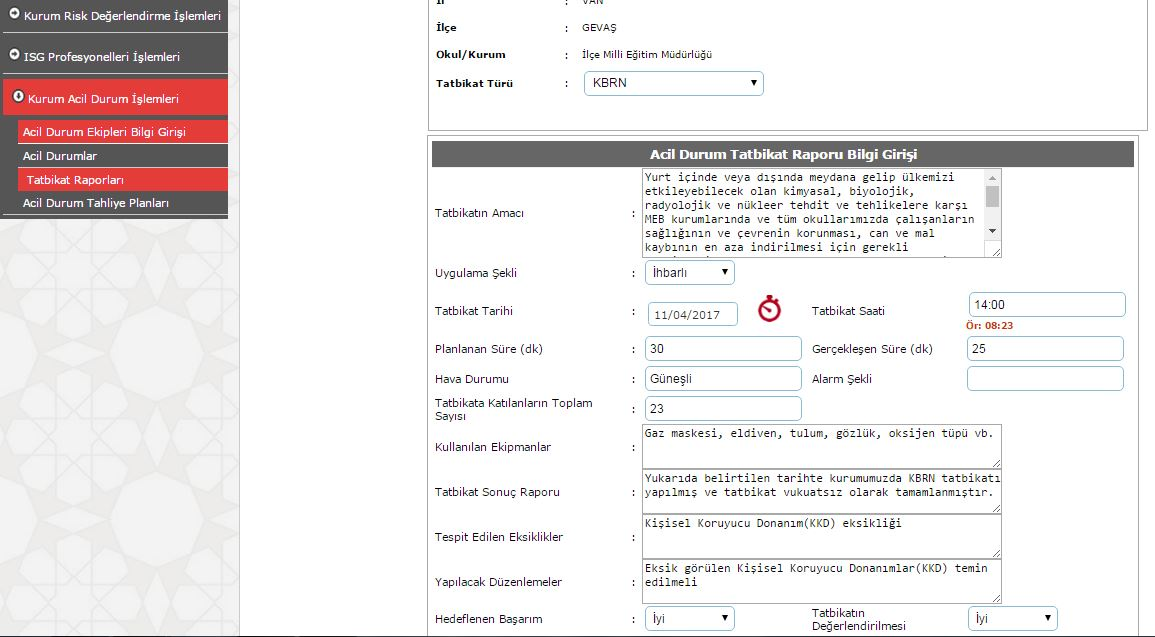 Kurum Risk Değerlendirme İşlemleri
ISG Profesyonelleri İşlemleri
Kurum Acil Durum İşlemleri
Acil Durum Ekipleri Bilgi Girişi
Acil Durumlar
Tatbikat Raporları
Acil Durum Tahliye Planları
İl : VAN
İlçe : GEVAŞ
Okul/Kurum : İlçe Milli Eğitim Müdürlüğü
Tatbikat Türü : KBRN
Acil Durum Tatbikat Raporu Bilgi Girişi
Tatbikatın Amacı :
Yurt içinde veya dışında meydana gelip ülkemizi
etkileyebilecek olan kimyasal, biyolojik,
radyolojik ve nükleer tehdit ve tehlikelere karşı
MEB kurumlarında ve tüm okullarımızda çalışanların
sağlığının ve çevrenin korunması, can ve mal
kaybının en aza indirilmesi için gerekli
Uygulama Şekli : İhbarlı
Tatbikat Tarihi : 11/04/2017 Tatbikat Saati 14:00
Ör: 08:23
Planlanan Süre (dk) : 30 Gerçekleşen Süre (dk) 25
Hava Durumu : Güneşli Alarm Şekli
Tatbikata Katılanların Toplam
Sayısı : 23
Kullanılan Ekipmanlar : Gaz maskesi, eldiven, tulum, gözlük, oksijen tüpü vb.
Tatbikat Sonuç Raporu : Yukarıda belirtilen tarihte kurumumuzda KBRN tatbikatı
yapılmış ve tatbikat vukuatsız olarak tamamlanmıştır.
Tespit Edilen Eksiklikler : Kişisel Koruyucu Donanım(KKD) eksikliği
Yapılacak Düzenlemeler : Eksik görülen Kişisel Koruyucu Donanımlar(KKD) temin
edilmeli
Hedeflenen Başarım : İyi Tatbikatın
Değerlendirilmesi İyi